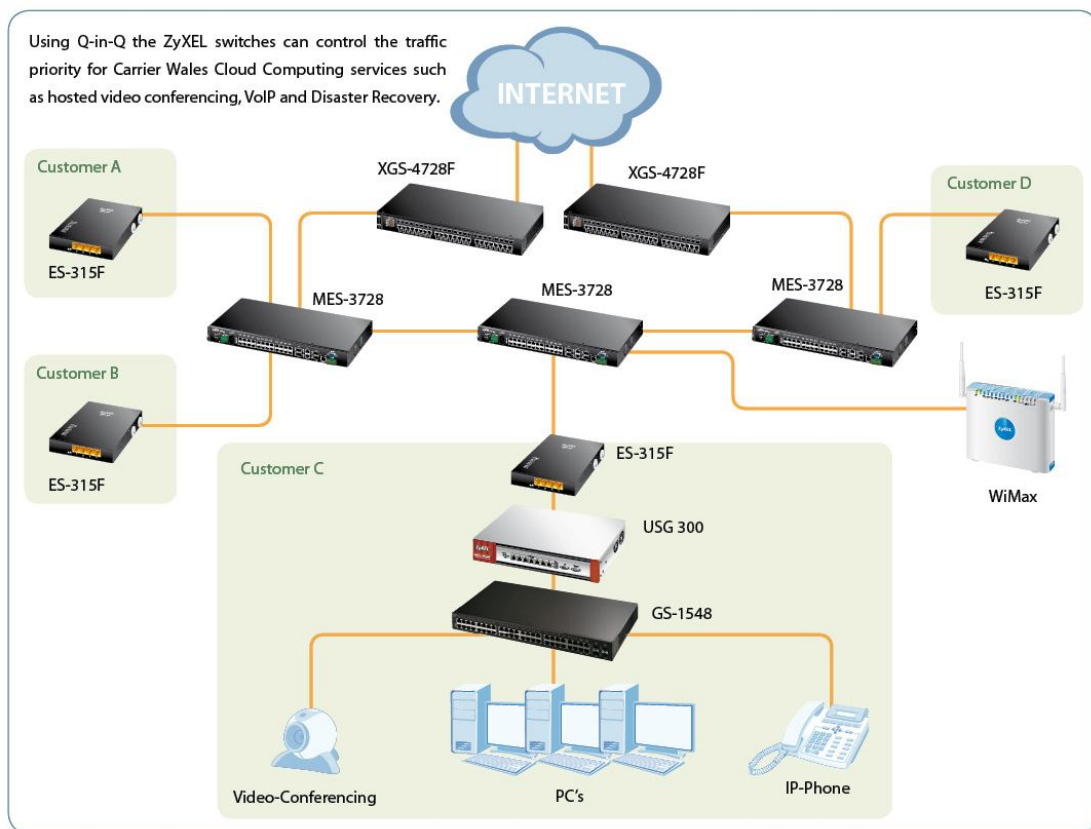 Using Q-in-Q the ZyXEL switches can control the traffic
priority for Carrier Wales Cloud Computing services such
as hosted video conferencing, VoIP and Disaster Recovery.
INTERNET
Customer A
XGS-4728F
XGS-4728F
Customer D
ES-315F
MES-3728
MES-3728
MES-3728
ES-315F
Customer B
ES-315F
Customer C
ES-315F
ZyXEL
WiMax
USG 300
ZyXEL
GS-1548
Video-Conferencing
PC's
IP-Phone